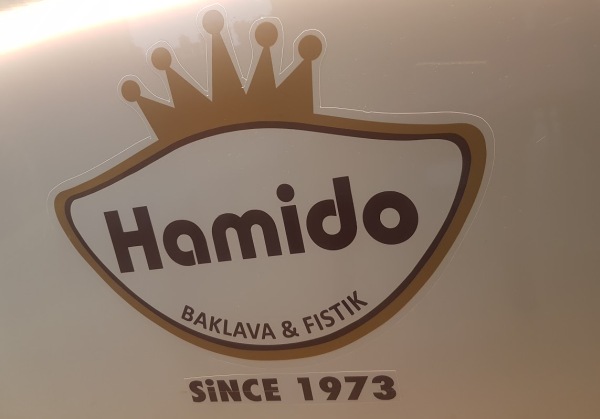 Hamido
BAKLAVA & FISTIK
SiNCE 1973